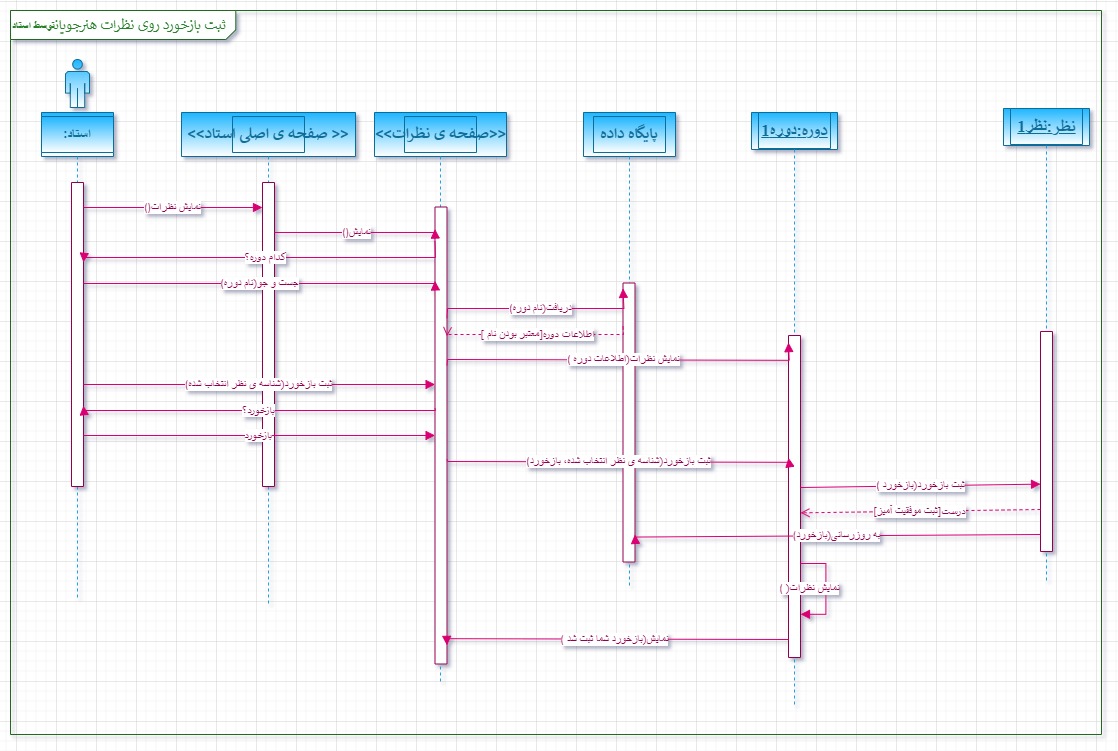 ثبت بازخورد روی نظرات هنرجویان توسط استاد
استاد:
<< صفحه ی اصلی استاد>>
<<صفحه ی نظرات>>
پایگاه داده
دوره:دوره1
نظر:نظر1
نمایش نظرات()
نمایش()
کدام دوره؟
جست و جو(نام دوره)
دریافت(نام دوره)
اطلاعات دوره[معتبر بودن نام ]
نمایش نظرات(اطلاعات دوره )
ثبت بازخورد(شناسه ی نظر انتخاب شده)
بازخورد؟
بازخورد
ثبت بازخورد(شناسه ی نظر انتخاب شده، بازخورد)
ثبت بازخورد(بازخورد )
درست[ثبت موفقیت آمیز]
به روزرسانی(بازخورد)
نمایش نظرات( )
نمایش(بازخورد شما ثبت شد )